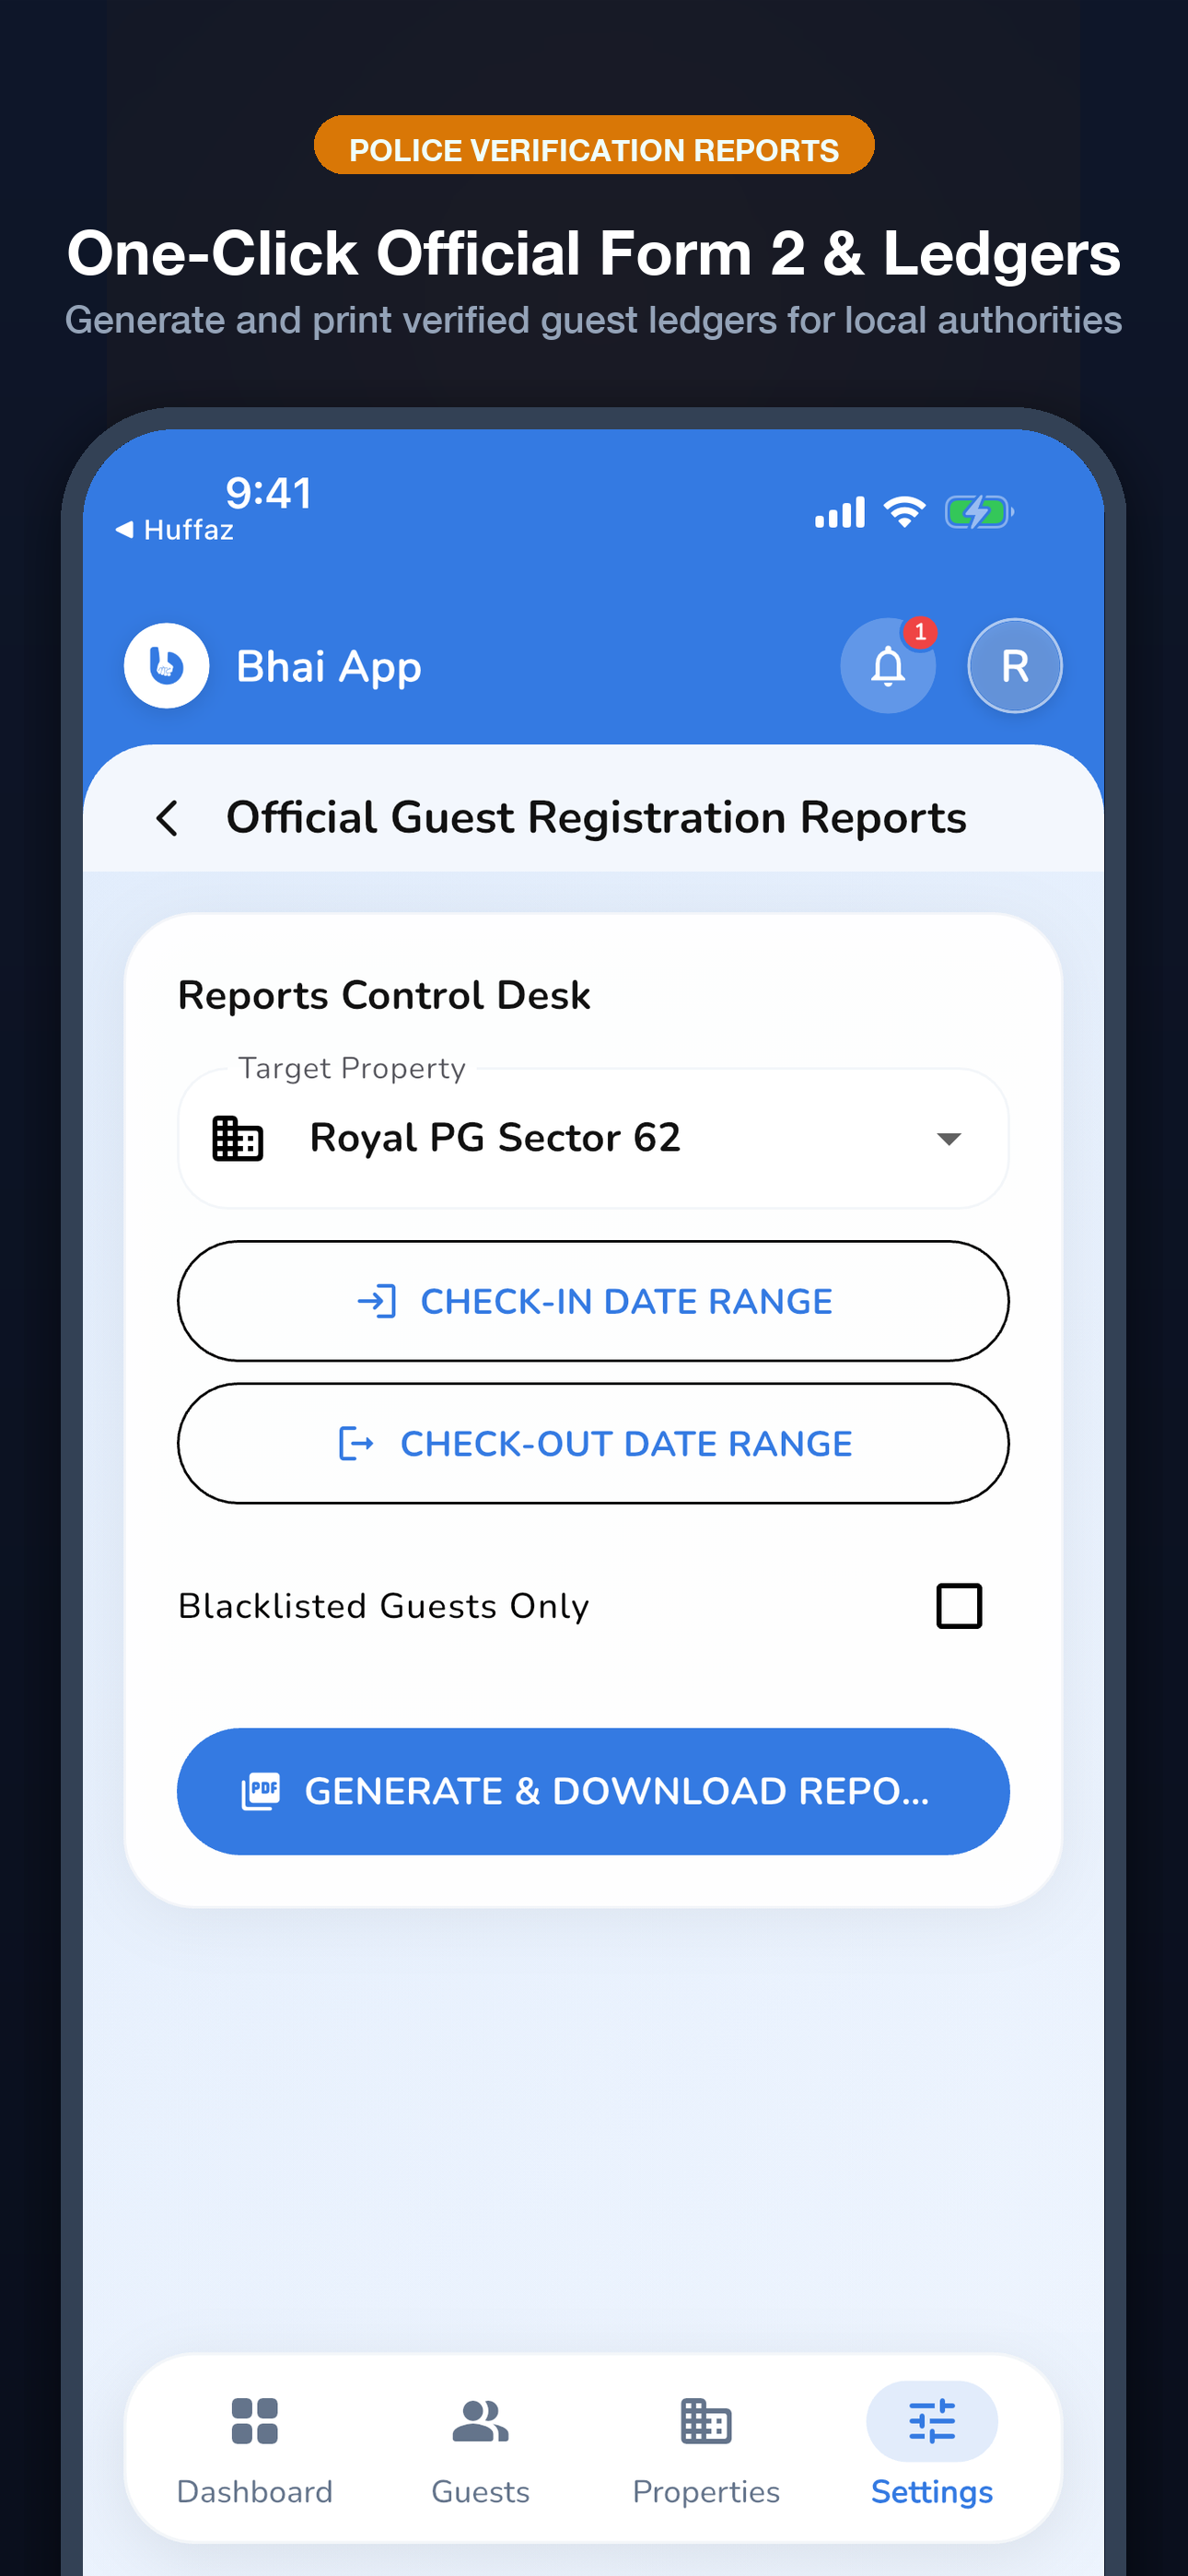 POLICE VERIFICATION REPORTS
One-Click Official Form 2 & Ledgers
Generate and print verified guest ledgers for local authorities
9:41
◀ Huffaz
Bhai App
1
R
Official Guest Registration Reports
Reports Control Desk
Target Property
Royal PG Sector 62
CHECK-IN DATE RANGE
CHECK-OUT DATE RANGE
Blacklisted Guests Only
PDF GENERATE & DOWNLOAD REPO...
Dashboard Guests Properties Settings